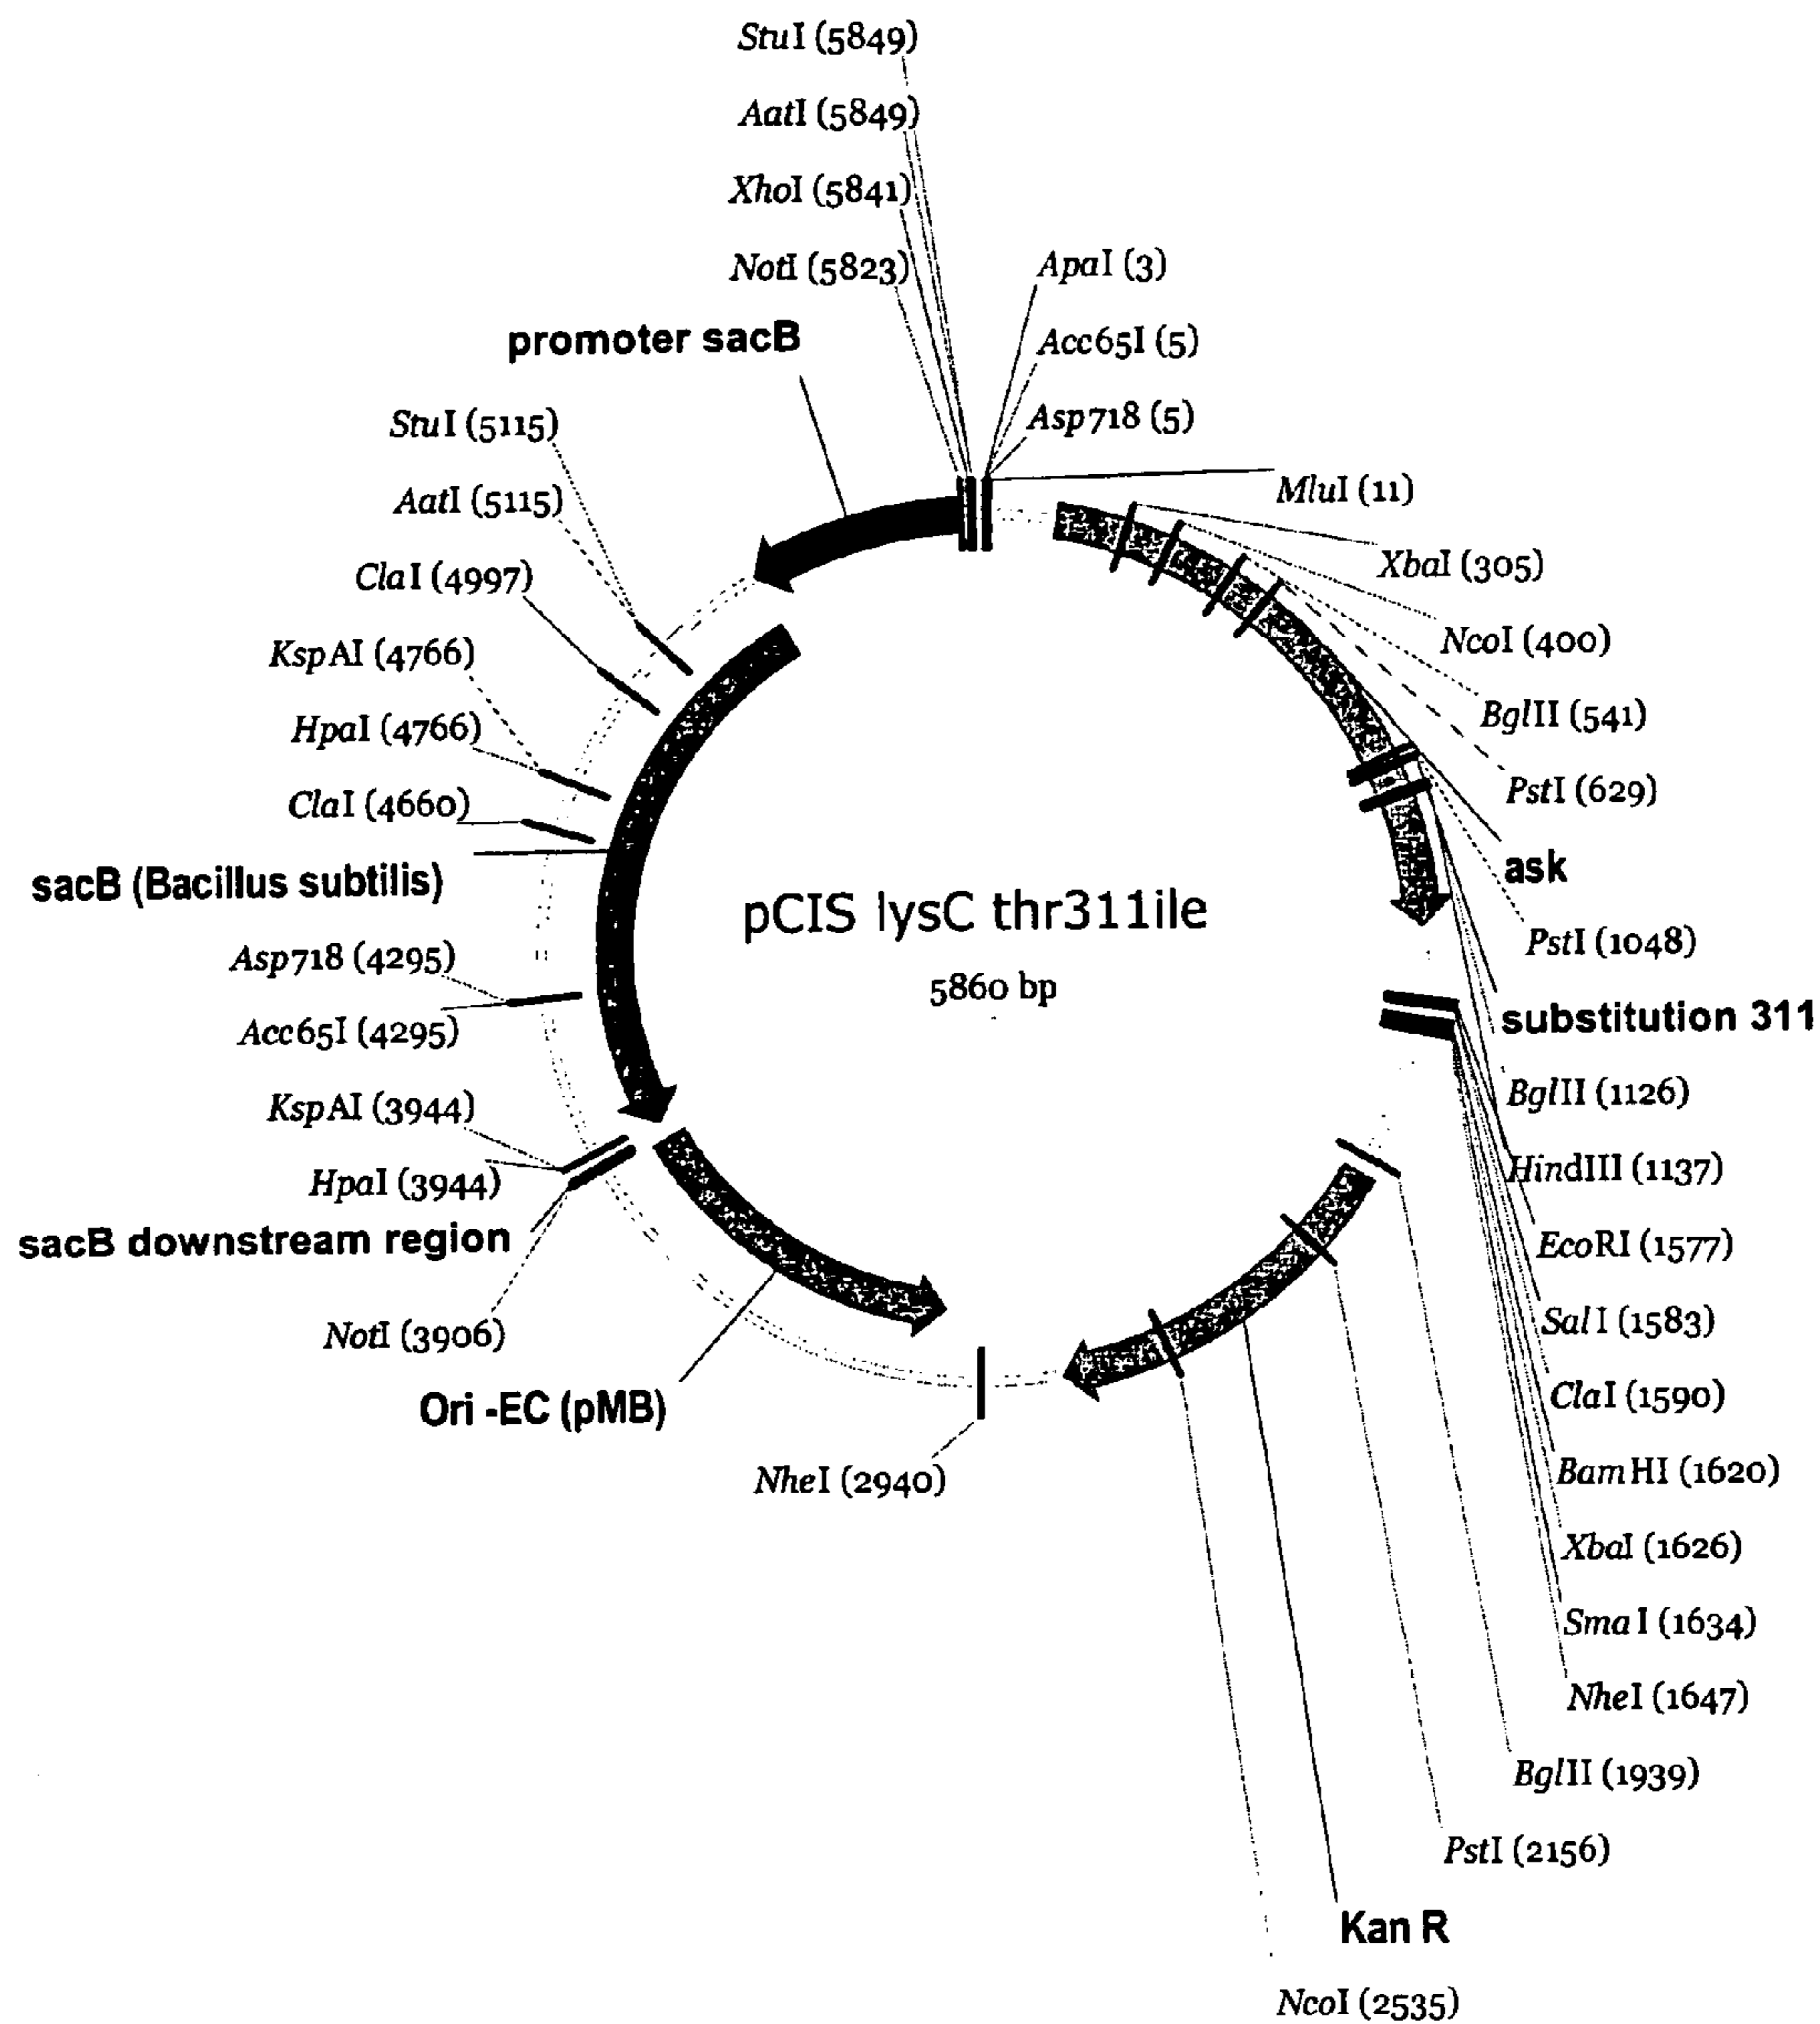 StuI (5849)
AatI (5849)
XhoI (5841)
NotI (5823)
ApaI (3)
Acc65I (5)
promoter sacB
Asp718 (5)
StuI (5115)
MluI (11)
AatI (5115)
XbaI (305)
ClaI (4997)
NcoI (400)
KspAI (4766)
BglII (541)
HpaI (4766)
PstI (629)
ClaI (4660)
ask
sacB (Bacillus subtilis)
pCIS lysC thr311ile
5860 bp
PstI (1048)
Asp718 (4295)
substitution 311
Acc65I (4295)
BglII (1126)
KspAI (3944)
HindIII (1137)
HpaI (3944)
sacB downstream region
EcoRI (1577)
SalI (1583)
NotI (3906)
ClaI (1590)
Ori -EC (pMB)
BamHI (1620)
NheI (2940)
XbaI (1626)
SmaI (1634)
NheI (1647)
BglII (1939)
PstI (2156)
Kan R
NcoI (2535)